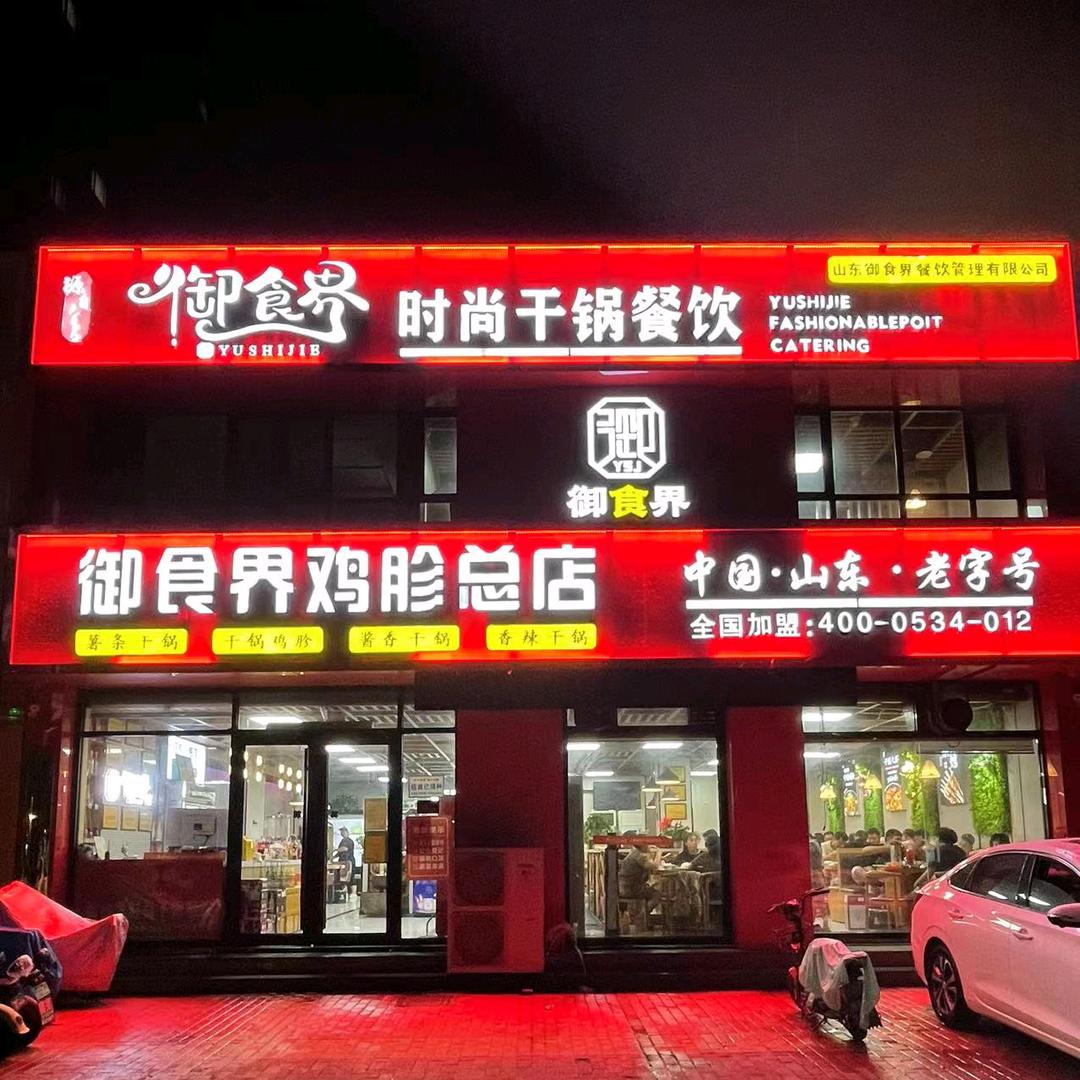 御食界
YUSHIJIE
时尚干锅餐饮
山东御食界餐饮管理有限公司
YUSHIJIE
FASHIONABLEPOIT
CATERING
御
YSJ
御食界
御食界鸡胗总店
薯条干锅 干锅鸡胗 酱香干锅 香辣干锅
中国·山东·老字号
全国加盟:400-0534-012